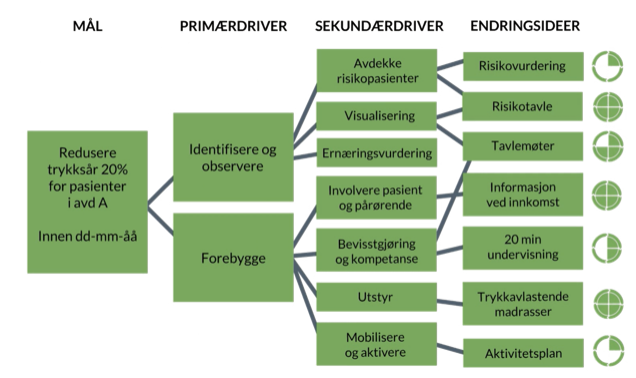 MÅL
PRIMÆRDRIVER
SEKUNDÆRDRIVER
ENDRINGSIDEER
Redusere
trykksår 20%
for pasienter
i avd A
Innen dd-mm-åå
Identifisere og
observere
Forebygge
Avdekke
risikopasienter
Visualisering
Ernæringsvurdering
Involvere pasient
og pårørende
Bevisstgjøring
og kompetanse
Utstyr
Mobilisere
og aktivere
Risikovurdering
Risikotavle
Tavlemøter
Informasjon
ved innkomst
20 min
undervisning
Trykkavlastende
madrasser
Aktivitetsplan